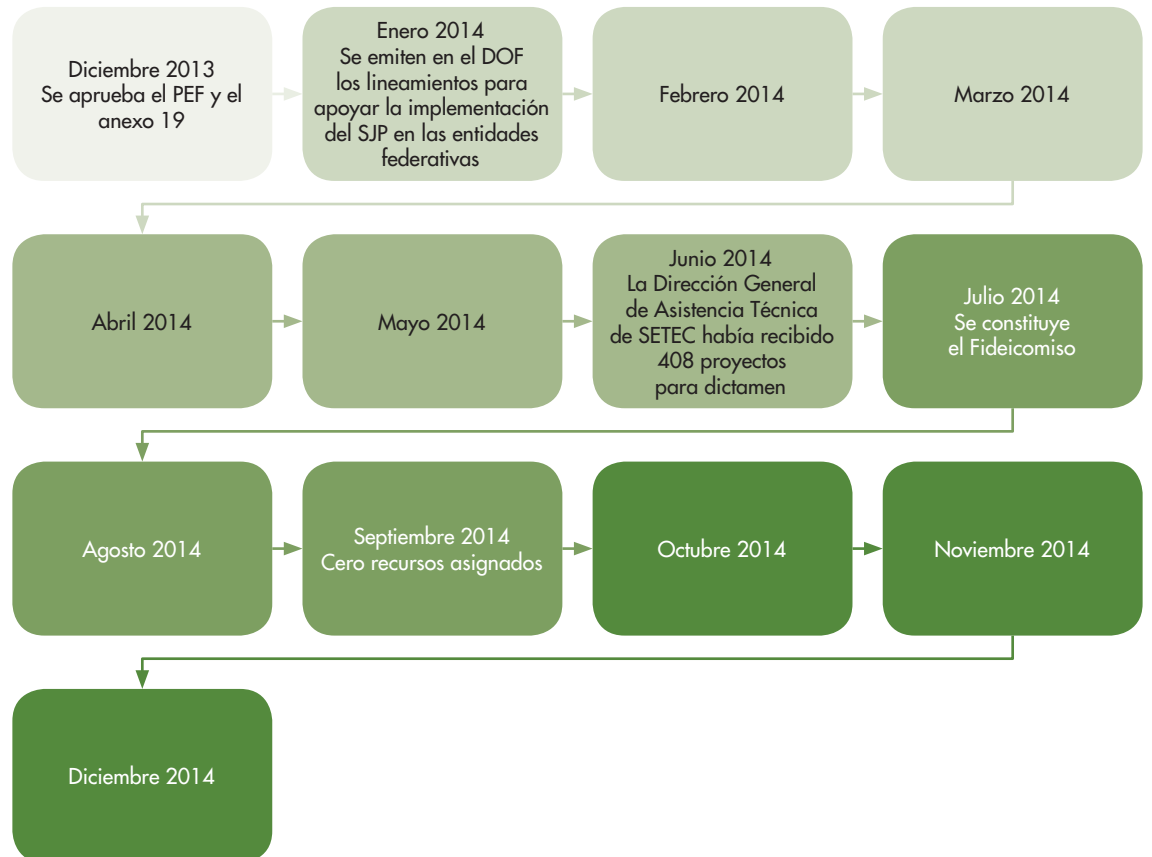 Diciembre 2013
Se aprueba el PEF y el
anexo 19
Enero 2014
Se emiten en el DOF
los lineamientos para
apoyar la implementación
del SJP en las entidades
federativas
Febrero 2014
Marzo 2014
Abril 2014
Mayo 2014
Junio 2014
La Dirección General
de Asistencia Técnica
de SETEC había recibido
408 proyectos
para dictamen
Julio 2014
Se constituye
el Fideicomiso
Agosto 2014
Septiembre 2014
Cero recursos asignados
Octubre 2014
Noviembre 2014
Diciembre 2014